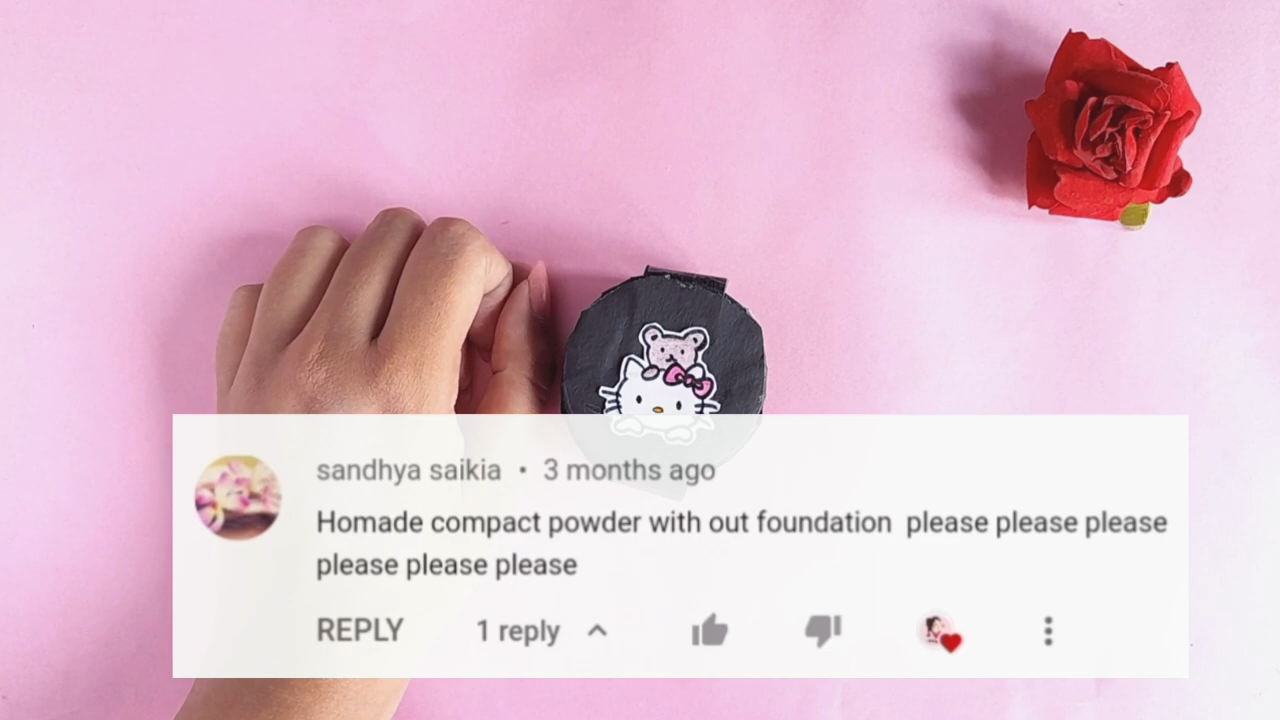 sandhya saikia • 3 months ago
Homade compact powder with out foundation please please please
please please please
REPLY 1 reply